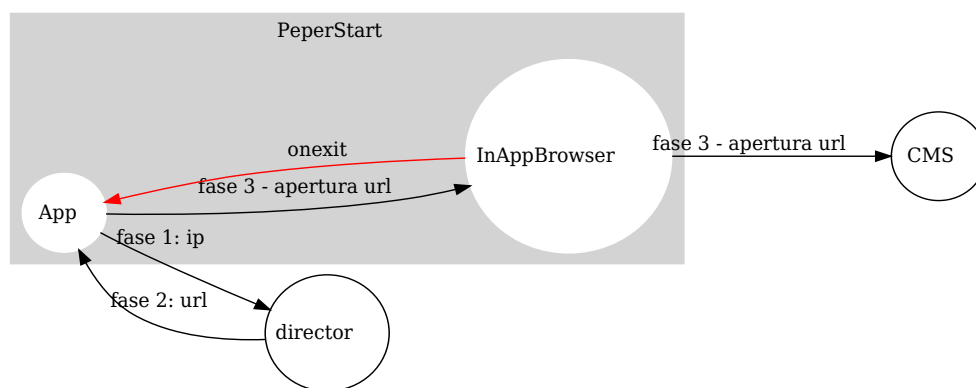 PeperStart
onexit
InAppBrowser
fase 3 - apertura url
CMS
fase 3 - apertura url
App
fase 1: ip
fase 2: url
director